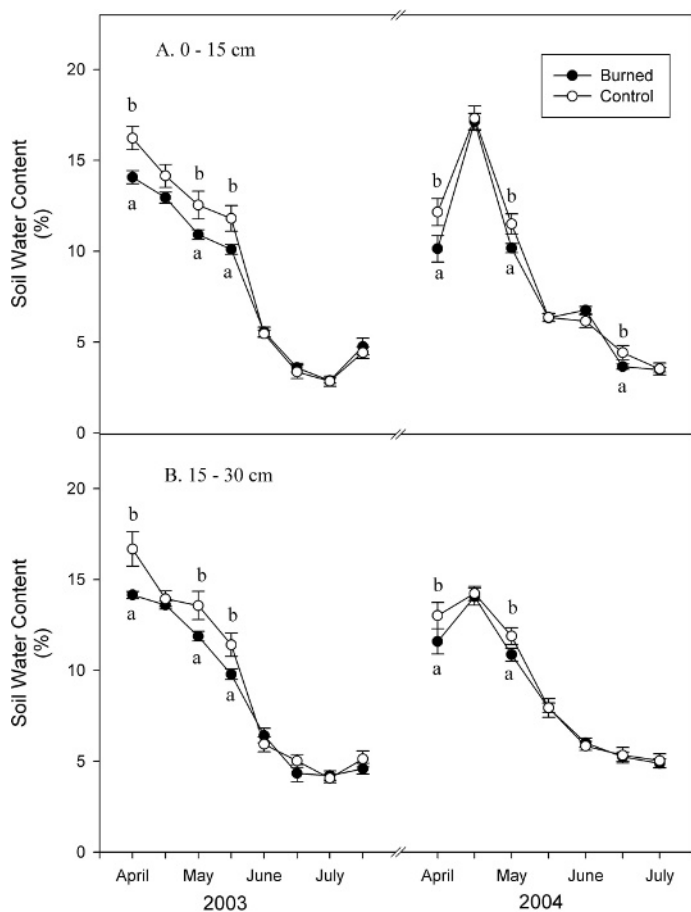 A. 0 - 15 cm
Burned
Control
20
15
10
5
0
Soil Water Content
(%)
b
b
b
a
a
a
b
b
b
a
a
a
B. 15 - 30 cm
20
15
10
5
0
Soil Water Content
(%)
b
b
b
a
a
a
b
b
a
a
April
May
June
July
April
May
June
July
2003
2004